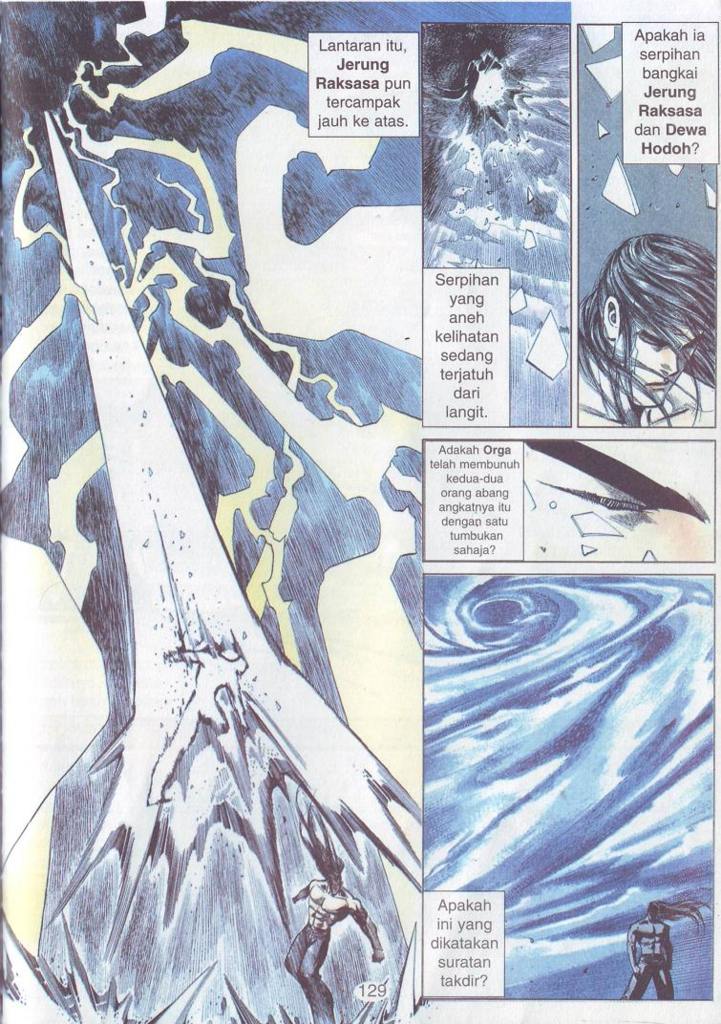 Lantaran itu,
Jerung
Raksasa pun
tercampak
jauh ke atas.
Serpihan
yang
aneh
kelihatan
sedang
terjatuh
dari
langit.
Apakah ia
serpihan
bangkai
Jerung
Raksasa
dan Dewa
Hodoh?
Adakah Orga
telah membunuh
kedua-dua
orang abang
angkatnya itu
dengap satu
tumbukan
sahaja?
Apakah
ini yang
dikatakan
suratan
takdir?
129